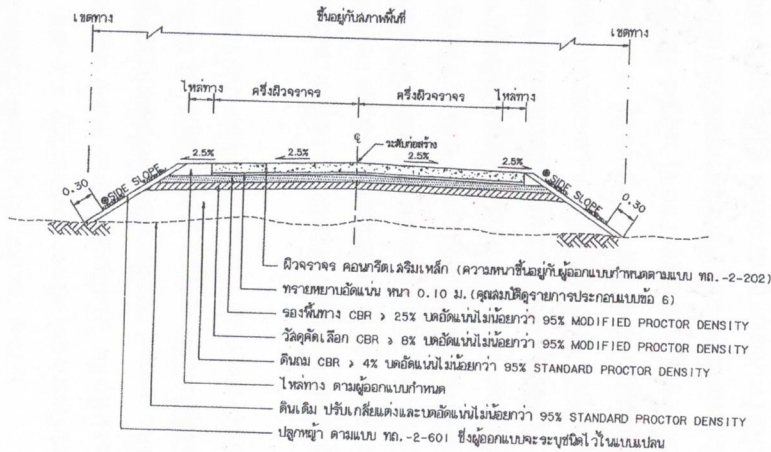 ขึ้นอยู่กับสภาพพื้นที่
เขตทาง
เขตทาง
ไหล่ทาง
ครึ่งผิวจราจร
ครึ่งผิวจราจร
ไหล่ทาง
℄
ระดับก่อสร้าง
2.5%
2.5%
2.5%
2.5%
0.30
SIDE SLOPE
SIDE SLOPE
0.30
ผิวจราจร คอนกรีตเสริมเหล็ก (ความหนาขึ้นอยู่กับผู้ออกแบบกำหนดตามแบบ ทถ.-2-202)
ทรายหยาบอัดแน่น หนา 0.10 ม. (คุณสมบัติดูรายการประกอบแบบข้อ 6)
รองพื้นทาง CBR > 25% บดอัดแน่นไม่น้อยกว่า 95% MODIFIED PROCTOR DENSITY
วัสดุคัดเลือก CBR > 8% บดอัดแน่นไม่น้อยกว่า 95% MODIFIED PROCTOR DENSITY
ดินถม CBR > 4% บดอัดแน่นไม่น้อยกว่า 95% STANDARD PROCTOR DENSITY
ไหล่ทาง ตามผู้ออกแบบกำหนด
ดินเดิม ปรับเกลี่ยแต่งและบดอัดแน่นไม่น้อยกว่า 95% STANDARD PROCTOR DENSITY
ปลูกหญ้า ตามแบบ ทถ.-2-601 ซึ่งผู้ออกแบบจะระบุชนิดไว้ในแบบแปลน